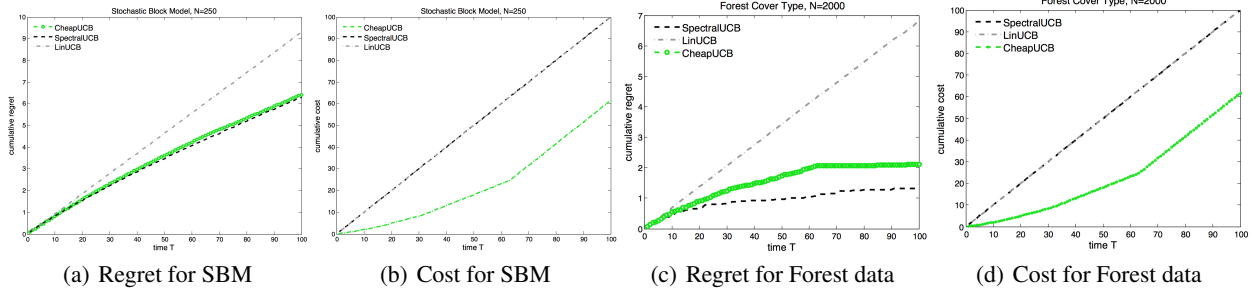 Stochastic Block Model, N=250
CheapUCB
SpectralUCB
LinUCB
cumulative regret
10
9
8
7
6
5
4
3
2
1
0
0 10 20 30 40 50 60 70 80 90 100
time T
(a) Regret for SBM
Stochastic Block Model, N=250
CheapUCB
SpectralUCB
LinUCB
cumulative cost
100
90
80
70
60
50
40
30
20
10
0
0 10 20 30 40 50 60 70 80 90 100
time T
(b) Cost for SBM
Forest Cover Type, N=2000
SpectralUCB
LinUCB
CheapUCB
cumulative regret
7
6
5
4
3
2
1
0
0 10 20 30 40 50 60 70 80 90 100
time T
(c) Regret for Forest data
Forest Cover Type, N=2000
SpectralUCB
LinUCB
CheapUCB
cumulative cost
100
90
80
70
60
50
40
30
20
10
0
0 10 20 30 40 50 60 70 80 90 100
time T
(d) Cost for Forest data